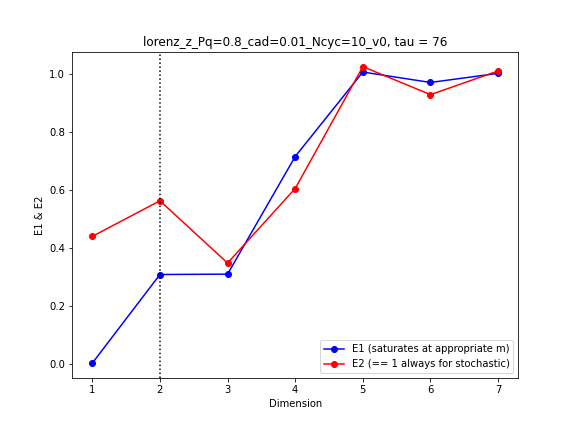 lorenz_z_Pq=0.8_cad=0.01_Ncyc=10_v0, tau = 76
1.0
0.8
0.6
0.4
0.2
0.0
E1 & E2
E1 (saturates at appropriate m)
E2 (== 1 always for stochastic)
1 2 3 4 5 6 7
Dimension